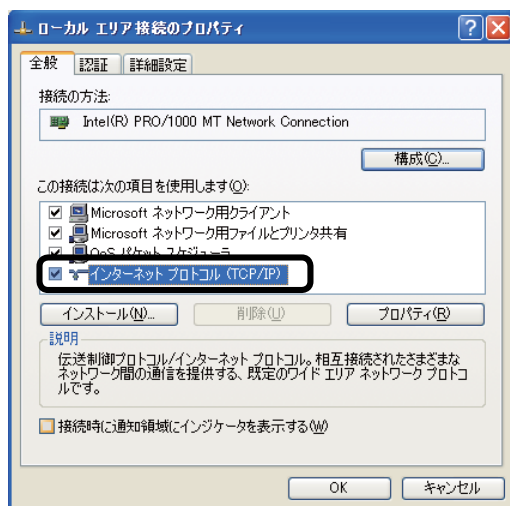 ローカル エリア接続のプロパティ
全般 認証 詳細設定
接続の方法:
Intel(R) PRO/1000 MT Network Connection
構成(C)...
この接続は次の項目を使用します(O):
Microsoft ネットワーク用クライアント
Microsoft ネットワーク用ファイルとプリンタ共有
QoS パケット スケジューラ
インターネット プロトコル (TCP/IP)
インストール(N)... 削除(U) プロパティ(R)
説明
伝送制御プロトコル/インターネット プロトコル。相互接続されたさまざまな
ネットワーク間の通信を提供する、既定のワイド エリア ネットワーク プロトコ
ルです。
接続時に通知領域にインジケータを表示する(W)
OK キャンセル